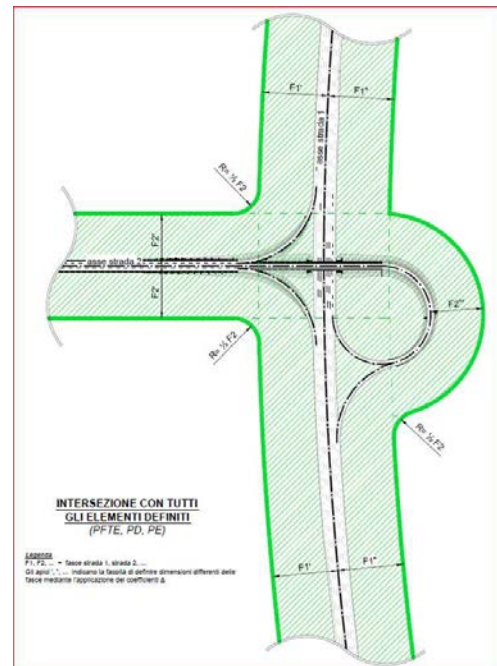 F1'
F1"
asse strada 1
R= ½ F2
F2'
asse strada 2
F2
F2"'
R= ½ F2
R= ½ F2
INTERSEZIONE CON TUTTI
GLI ELEMENTI DEFINITI
(PFTE, PD, PE)
Legenda
F1, F2, ... = fasce strada 1, strada 2, ...
Gli apici ', ", ... indicano la facoltà di definire dimensioni differenti delle
fasce mediante l'applicazione dei coefficienti Δ
F1'
F1"